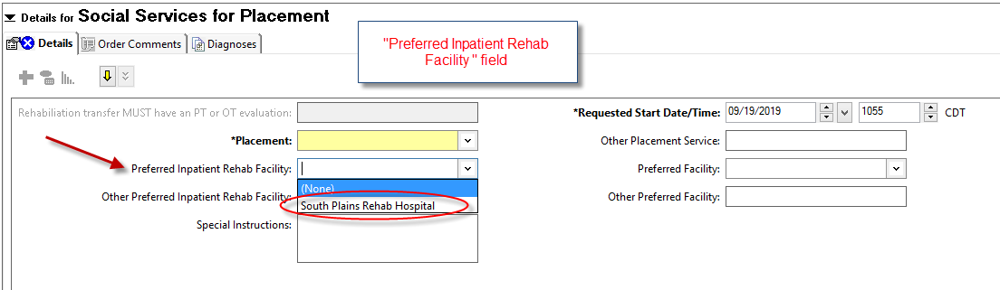 Details for Social Services for Placement
"Preferred Inpatient Rehab
Facility " field
Details
Order Comments
Diagnoses
Rehabiliation transfer MUST have an PT or OT evaluation:
*Requested Start Date/Time: 09/19/2019 1055 CDT
*Placement:
Other Placement Service:
Preferred Inpatient Rehab Facility:
Preferred Facility:
(None)
Other Preferred Inpatient Rehab Facility:
Other Preferred Facility:
South Plains Rehab Hospital
Special Instructions: